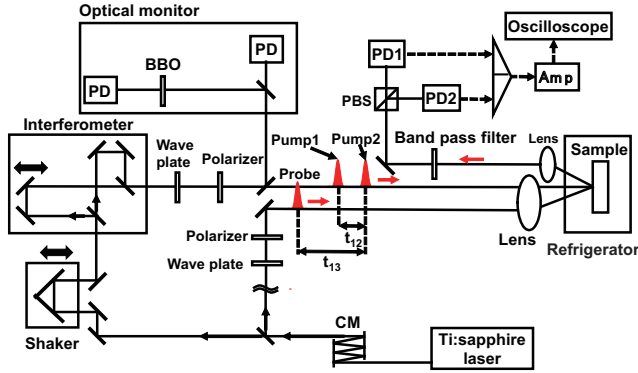 Optical monitor
PD
BBO
PD
PD1
PBS
PD2
Oscilloscope
Amp
Interferometer
Wave
plate
Polarizer
Pump1
Pump2
Probe
Band pass filter
Lens
Sample
Lens
Refrigerator
t12
t13
Polarizer
Wave plate
Shaker
CM
Ti:sapphire
laser